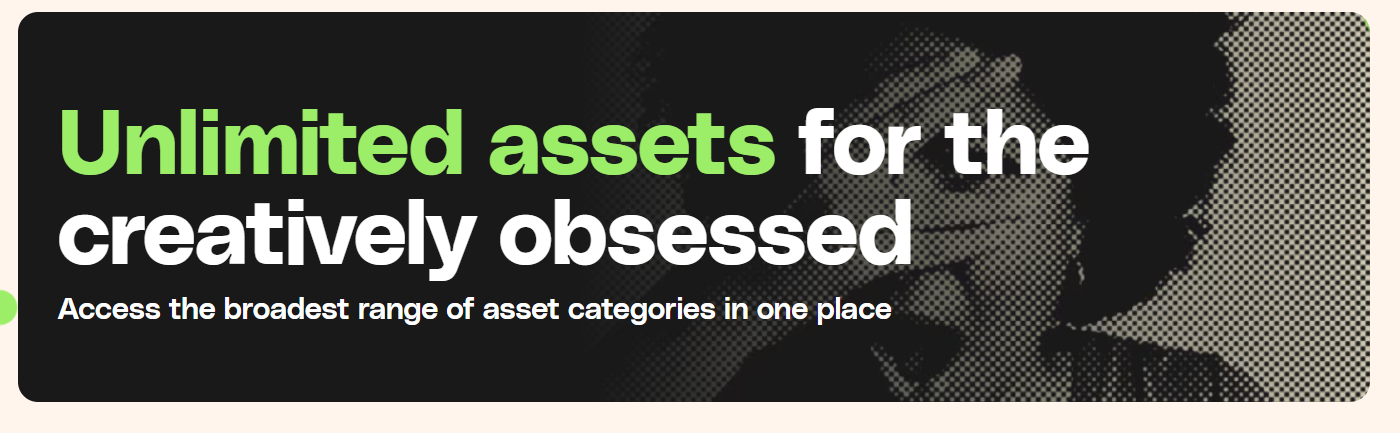 Unlimited assets for the
creatively obsessed
Access the broadest range of asset categories in one place